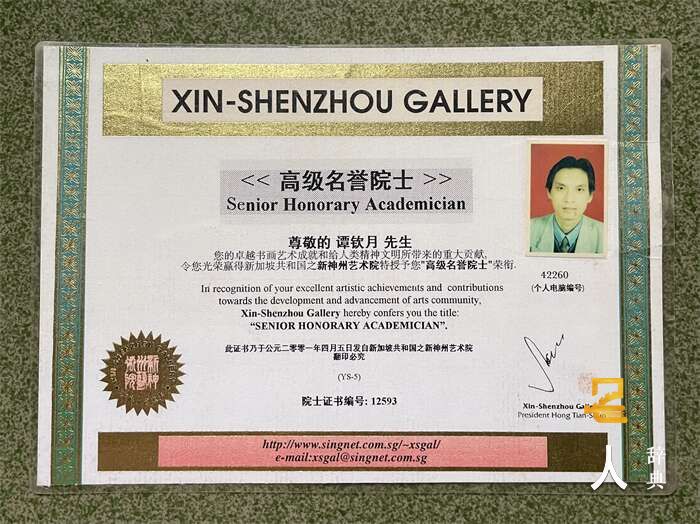 XIN-SHENZHOU GALLERY
<< 高级名誉院士 >>
Senior Honorary Academician
尊敬的 谭钦月 先生
您的卓越书画艺术成就和给人类精神文明所带来的重大贡献,
令您光荣赢得新加坡共和国之新神州艺术院特授予您"高级名誉院士"荣衔.
In recognition of your excellent artistic achievements and contributions
towards the development and advancement of arts community,
Xin-Shenzhou Gallery hereby confers you the title:
“SENIOR HONORARY ACADEMICIAN”.
42260
(个人电脑编号)
此证书乃于公元二零零一年四月五日发自新加坡共和国之新神州艺术院
翻印必究
(YS-5)
院士证书编号: 12593
Xin-Shenzhou Gallery
President Hong Tian-Shan
http://www.singnet.com.sg/~xsgal/
e-mail:xsgal@singnet.com.sg
人
辞典